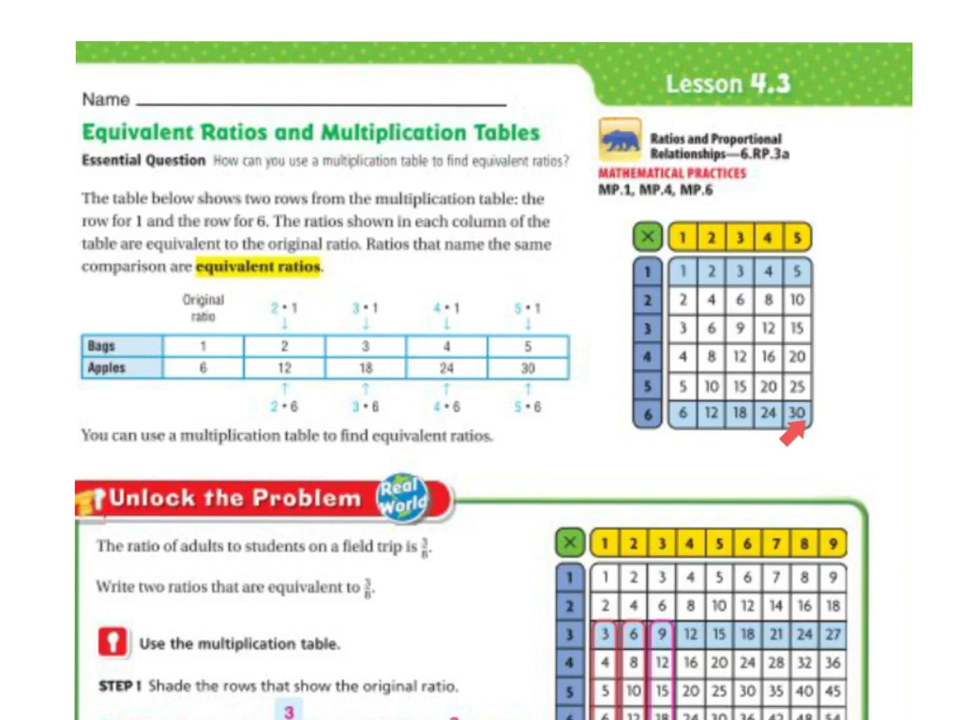 Lesson 4.3
Name
Equivalent Ratios and Multiplication Tables
Essential Question How can you use a multiplication table to find equivalent ratios?
Ratios and Proportional
Relationships—6.RP.3a
MATHEMATICAL PRACTICES
MP.1, MP.4, MP.6
The table below shows two rows from the multiplication table: the
row for 1 and the row for 6. The ratios shown in each column of the
table are equivalent to the original ratio. Ratios that name the same
comparison are equivalent ratios.
Original
ratio
2 • 1 3 • 1 4 • 1 5 • 1
↓ ↓ ↓ ↓
Bags 1 2 3 4 5
Apples 6 12 18 24 30
↑ ↑ ↑ ↑
2 • 6 3 • 6 4 • 6 5 • 6
You can use a multiplication table to find equivalent ratios.
× 1 2 3 4 5
1 1 2 3 4 5
2 2 4 6 8 10
3 3 6 9 12 15
4 4 8 12 16 20
5 5 10 15 20 25
6 6 12 18 24 30
Unlock the Problem
Real
World
The ratio of adults to students on a field trip is 3/8.
Write two ratios that are equivalent to 3/8.
Use the multiplication table.
STEP 1 Shade the rows that show the original ratio.
3
× 1 2 3 4 5 6 7 8 9
1 1 2 3 4 5 6 7 8 9
2 2 4 6 8 10 12 14 16 18
3 3 6 9 12 15 18 21 24 27
4 4 8 12 16 20 24 28 32 36
5 5 10 15 20 25 30 35 40 45
6 6 12 18 24 30 36 42 48 54